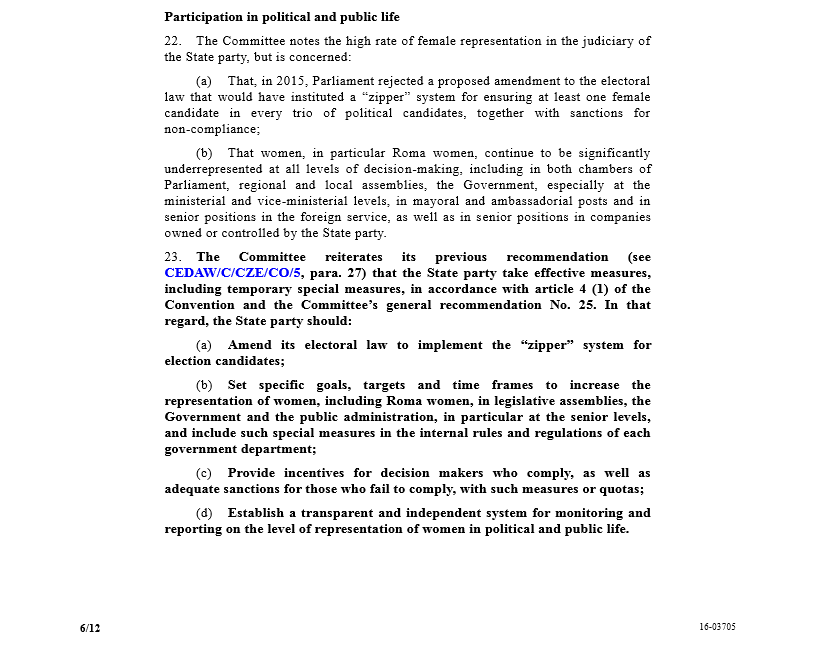 Participation in political and public life
22. The Committee notes the high rate of female representation in the judiciary of
the State party, but is concerned:
(a) That, in 2015, Parliament rejected a proposed amendment to the electoral
law that would have instituted a “zipper” system for ensuring at least one female
candidate in every trio of political candidates, together with sanctions for
non-compliance;
(b) That women, in particular Roma women, continue to be significantly
underrepresented at all levels of decision-making, including in both chambers of
Parliament, regional and local assemblies, the Government, especially at the
ministerial and vice-ministerial levels, in mayoral and ambassadorial posts and in
senior positions in the foreign service, as well as in senior positions in companies
owned or controlled by the State party.
23. The Committee reiterates its previous recommendation (see
CEDAW/C/CZE/CO/5, para. 27) that the State party take effective measures,
including temporary special measures, in accordance with article 4 (1) of the
Convention and the Committee’s general recommendation No. 25. In that
regard, the State party should:
(a) Amend its electoral law to implement the “zipper” system for
election candidates;
(b) Set specific goals, targets and time frames to increase the
representation of women, including Roma women, in legislative assemblies, the
Government and the public administration, in particular at the senior levels,
and include such special measures in the internal rules and regulations of each
government department;
(c) Provide incentives for decision makers who comply, as well as
adequate sanctions for those who fail to comply, with such measures or quotas;
(d) Establish a transparent and independent system for monitoring and
reporting on the level of representation of women in political and public life.
6/12
16-03705